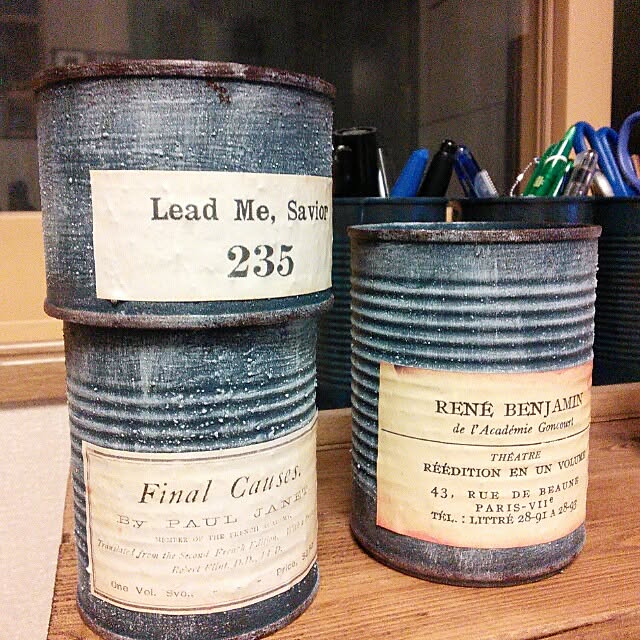 Lead Me, Savior
235
Final Causes.
By PAUL JANET
MEMBER OF THE FRENCH
Translated from the Second French Edition,
Robert Flint, D.D., LL.D.,
One Vol. 8vo., Price,
RENÉ BENJAMIN
de l'Académie Goncourt
THÉATRE
RÉÉDITION EN UN VOLUME
43, RUE DE BEAUNE
PARIS-VIIe
TÉL.: LITTRÉ 28-91 A 28-93